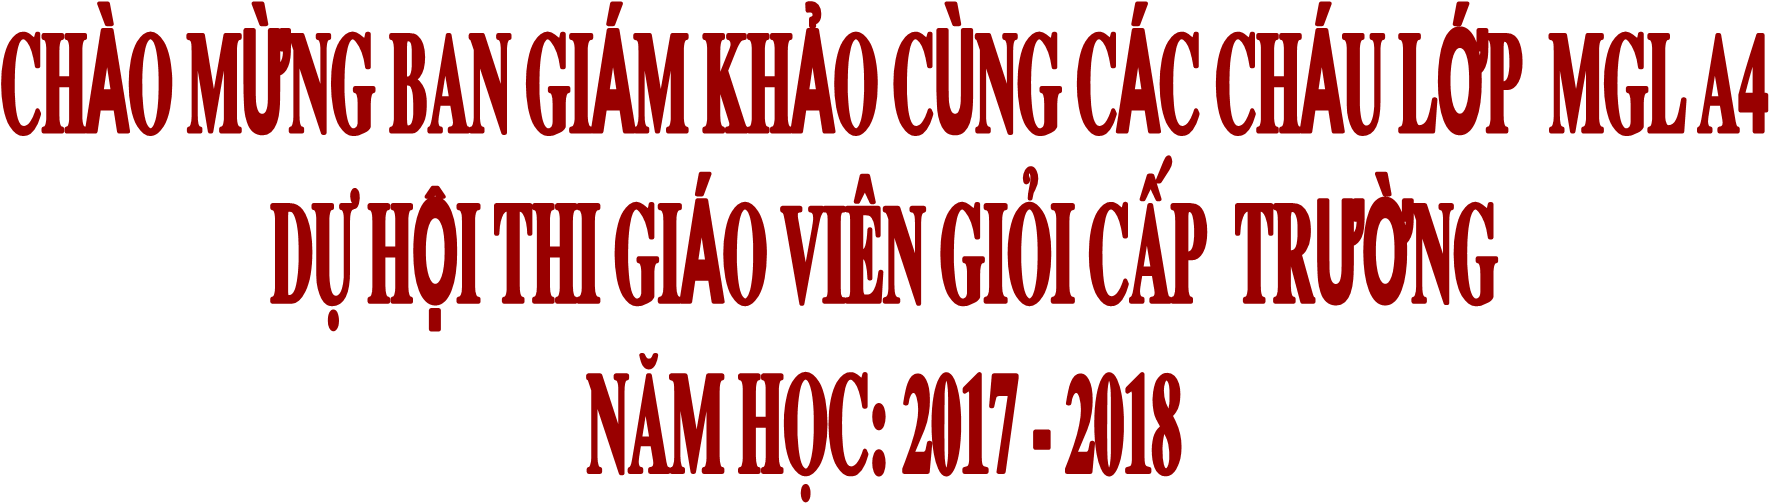 CHÀO MỪNG BAN GIÁM KHẢO CÙNG CÁC CHÁU LỚP MGL A4
DỰ HỘI THI GIÁO VIÊN GIỎI CẤP TRƯỜNG
NĂM HỌC: 2017 - 2018